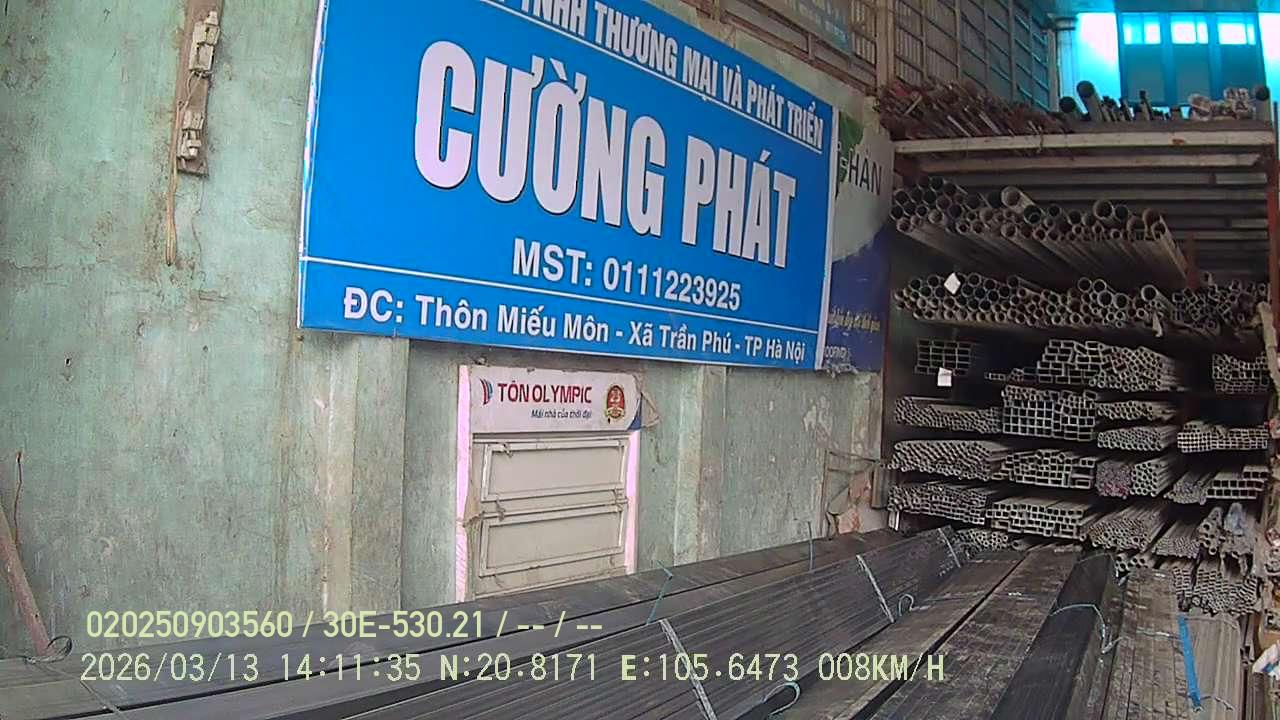 TNHH THƯƠNG MẠI VÀ PHÁT TRIỂN
CƯỜNG PHÁT
MST: 0111223925
ĐC: Thôn Miếu Môn - Xã Trần Phú - TP Hà Nội
HÀN
TÔN OLYMPIC
Mái nhà của thời đại
020250903560 / 30E-530.21 / -- / --
2026/03/13 14:11:35 N:20.8171 E:105.6473 008KM/H